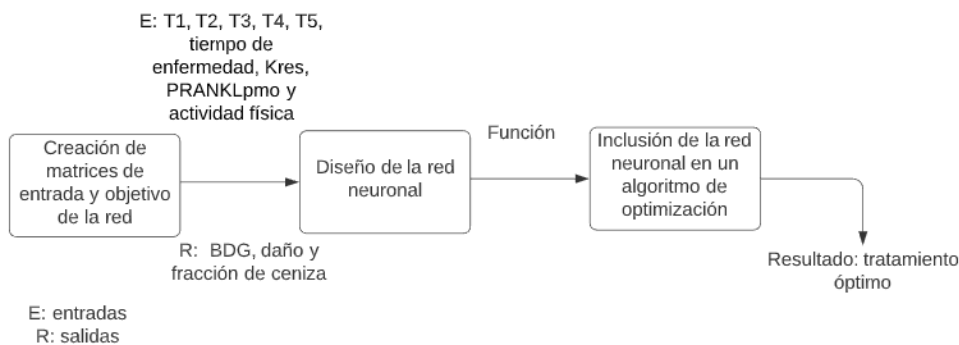 E: T1, T2, T3, T4, T5,
tiempo de
enfermedad, Kres,
PRANKLpmo y
actividad física
Creación de
matrices de
entrada y objetivo
de la red
R:  BDG, daño y
fracción de ceniza
Diseño de la red
neuronal
Función
Inclusión de la red
neuronal en un
algoritmo de
optimización
Resultado: tratamiento
óptimo
E: entradas
R: salidas